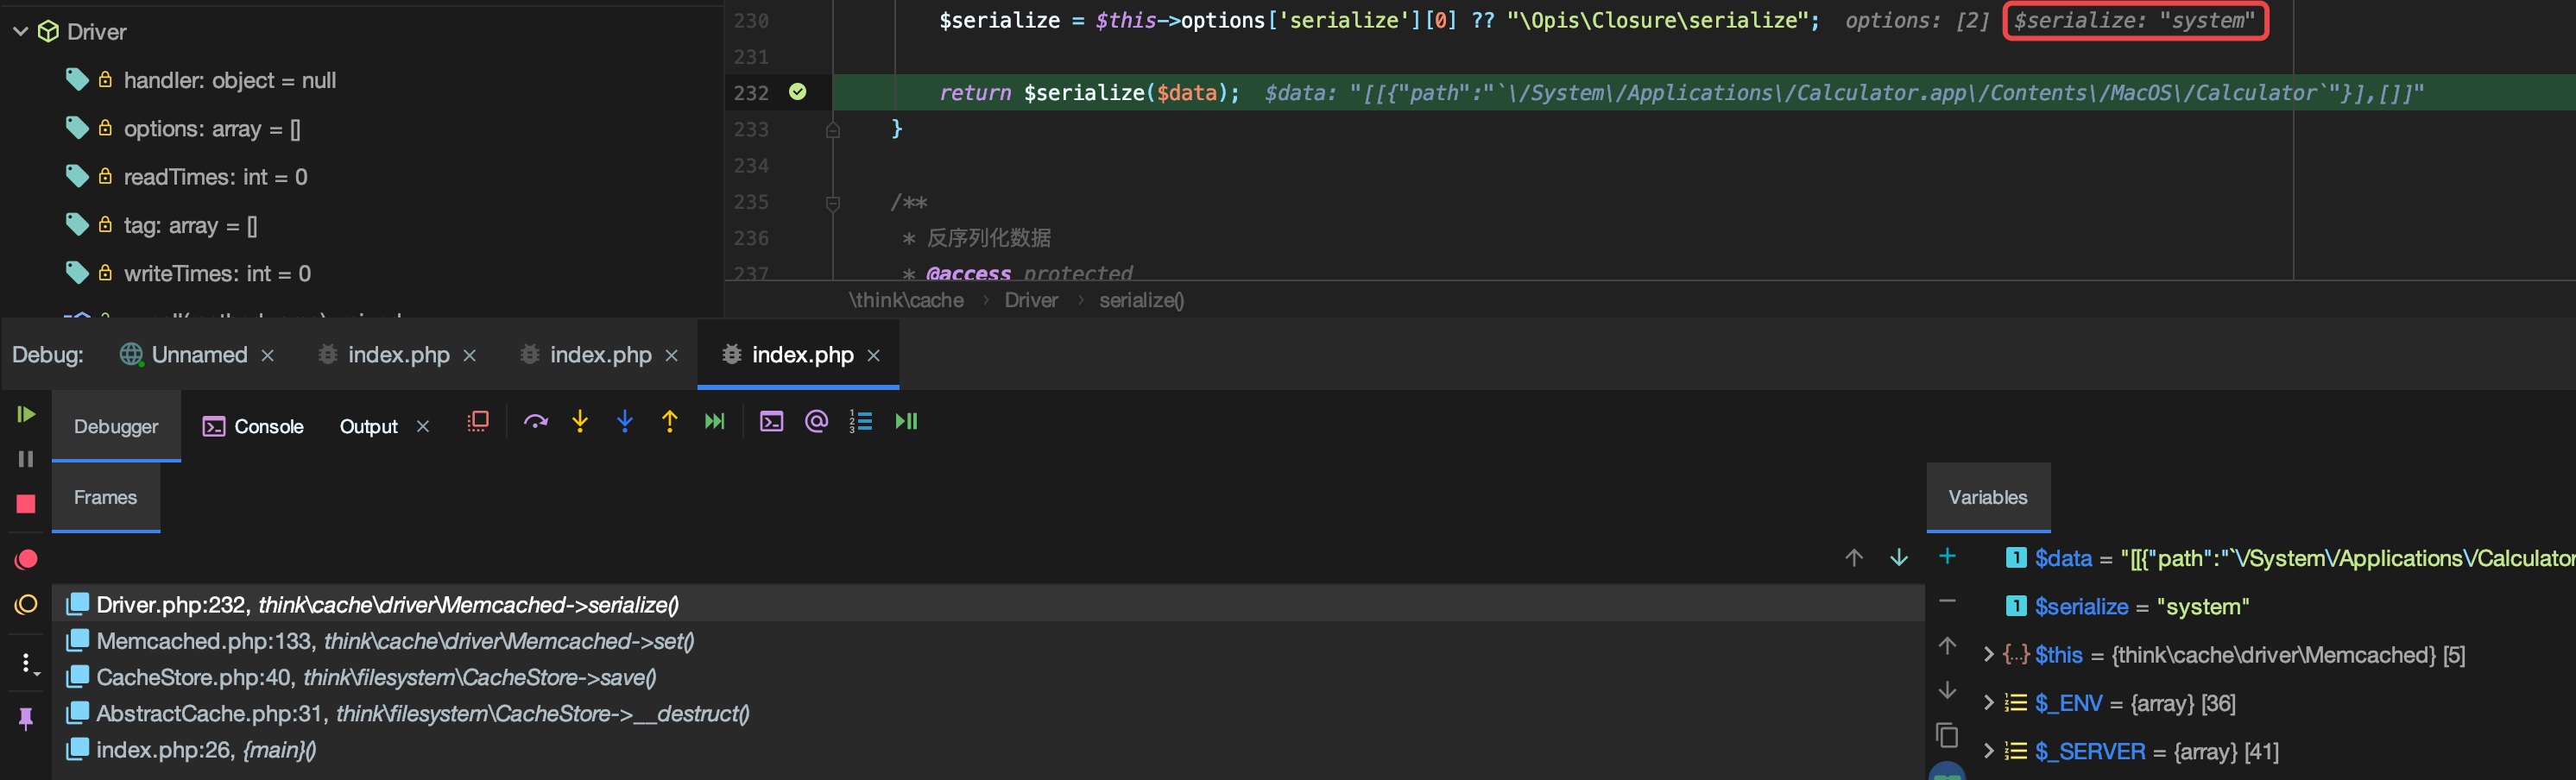 Driver
handler: object = null
options: array = []
readTimes: int = 0
tag: array = []
writeTimes: int = 0
230 $serialize = $this->options['serialize'][0] ?? "\Opis\Closure\serialize"; options: [2] $serialize: "system"
231
232 return $serialize($data); $data: "[[{"path":"`\/System\/Applications\/Calculator.app\/Contents\/MacOS\/Calculator`"}],[]]"
233 }
234
235 /**
236 * 反序列化数据
237 * @access protected
\think\cache › Driver › serialize()
Debug: Unnamed × index.php × index.php × index.php ×
Debugger Console Output ×
Frames
Driver.php:232, think\cache\driver\Memcached->serialize()
Memcached.php:133, think\cache\driver\Memcached->set()
CacheStore.php:40, think\filesystem\CacheStore->save()
AbstractCache.php:31, think\filesystem\CacheStore->__destruct()
index.php:26, {main}()
Variables
$data = "[[{"path":"`\/System\/Applications\/Calculator
$serialize = "system"
$this = {think\cache\driver\Memcached} [5]
$_ENV = {array} [36]
$_SERVER = {array} [41]